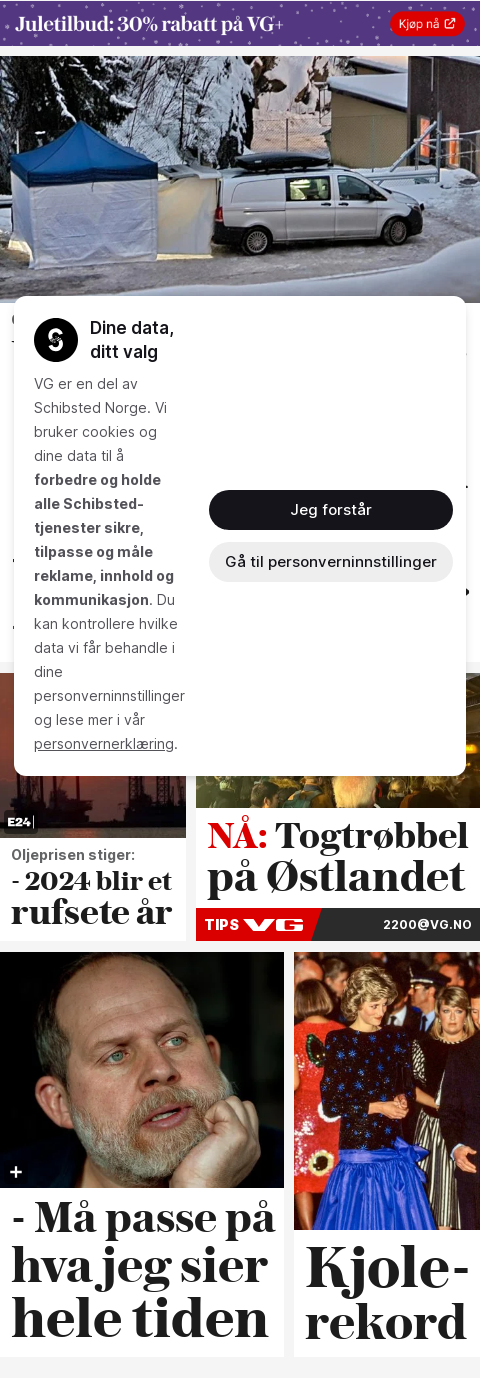 Juletilbud: 30% rabatt på VG+
Kjøp nå
Dine data,
ditt valg
VG er en del av
Schibsted Norge. Vi
bruker cookies og
dine data til å
forbedre og holde
alle Schibsted-
tjenester sikre,
tilpasse og måle
reklame, innhold og
kommunikasjon. Du
kan kontrollere hvilke
data vi får behandle i
dine
personverninnstillinger
og lese mer i vår
personvernerklæring.
Jeg forstår
Gå til personverninnstillinger
E24
Oljeprisen stiger:
- 2024 blir et
rufsete år
NÅ: Togtrøbbel
på Østlandet
TIPS VG 2200@VG.NO
- Må passe på
hva jeg sier
hele tiden
Kjole-
rekord